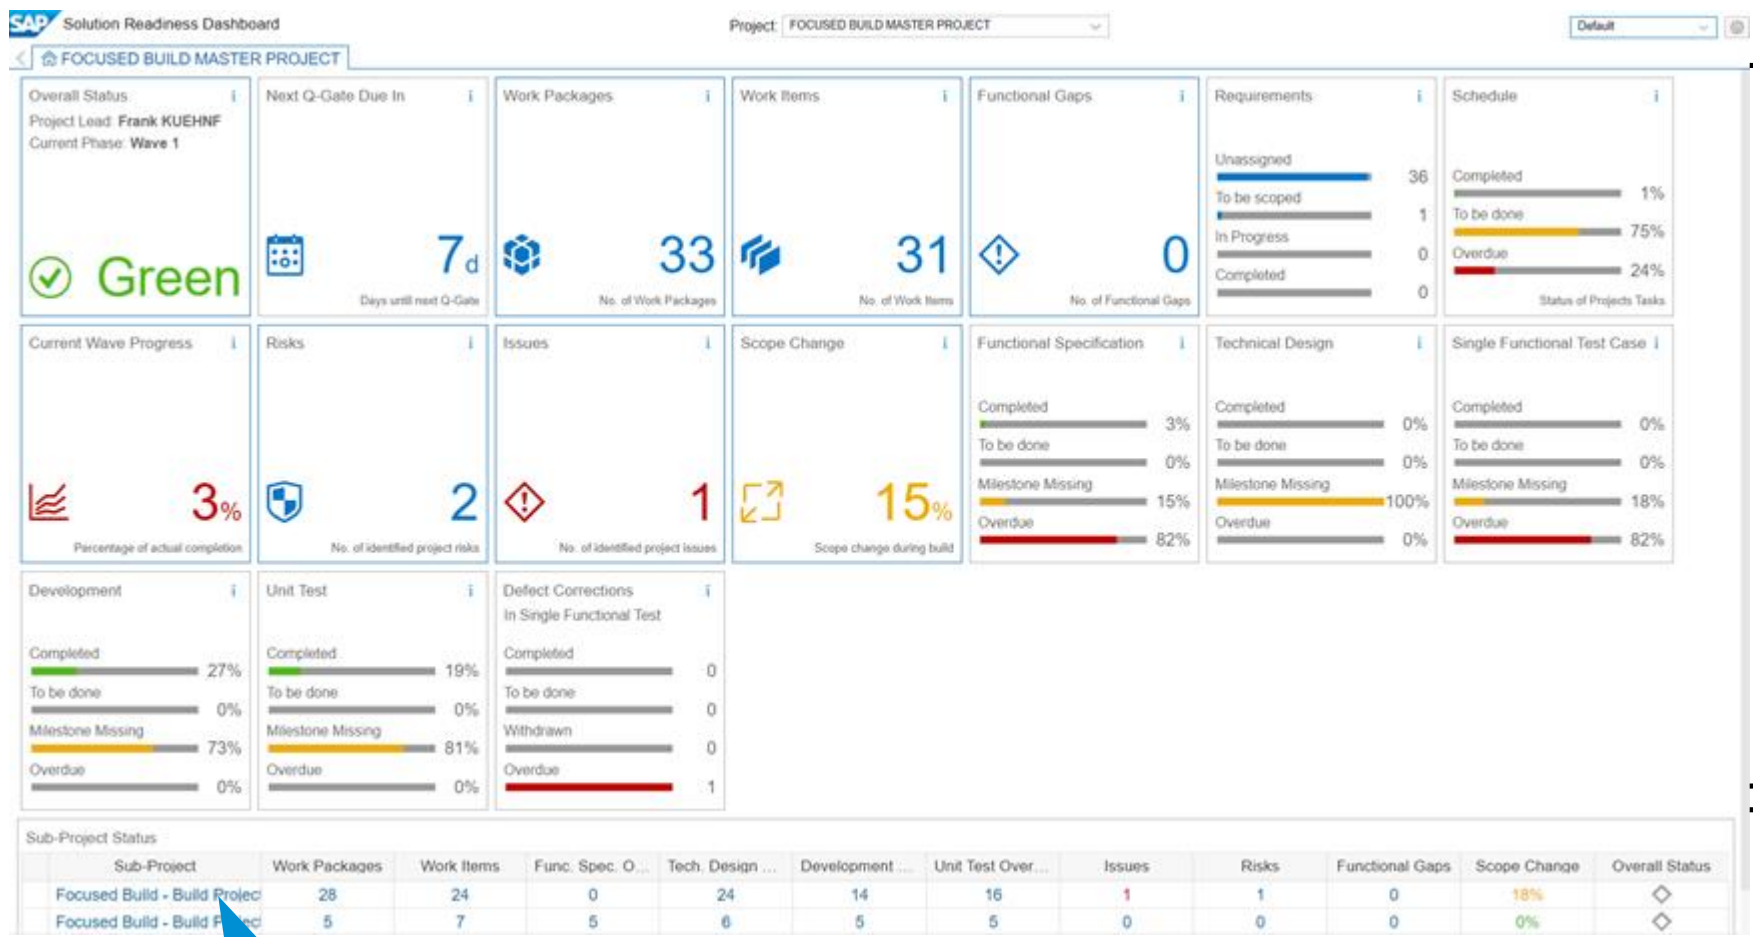 SAP Solution Readiness Dashboard
Project: FOCUSED BUILD MASTER PROJECT
Default
FOCUSED BUILD MASTER PROJECT
Overall Status i
Project Lead: Frank KUEHNF
Current Phase: Wave 1
Green
Next Q-Gate Due In i
7d
Days until next Q-Gate
Work Packages i
33
No. of Work Packages
Work Items i
31
No. of Work Items
Functional Gaps i
0
No. of Functional Gaps
Requirements i
Unassigned
36
To be scoped
1
In Progress
0
Completed
0
Schedule i
Completed
1%
To be done
75%
Overdue
24%
Status of Projects Tasks
Current Wave Progress i
3%
Percentage of actual completion
Risks i
2
No. of identified project risks
Issues i
1
No. of identified project issues
Scope Change i
15%
Scope change during build
Functional Specification i
Completed
3%
To be done
0%
Milestone Missing
15%
Overdue
82%
Technical Design i
Completed
0%
To be done
0%
Milestone Missing
100%
Overdue
0%
Single Functional Test Case i
Completed
0%
To be done
0%
Milestone Missing
18%
Overdue
82%
Development i
Completed
27%
To be done
0%
Milestone Missing
73%
Overdue
0%
Unit Test i
Completed
19%
To be done
0%
Milestone Missing
81%
Overdue
0%
Defect Corrections i
In Single Functional Test
Completed
0
To be done
0
Withdrawn
0
Overdue
1
Sub-Project Status
Sub-Project Work Packages Work Items Func. Spec. O... Tech. Design ... Development ... Unit Test Over... Issues Risks Functional Gaps Scope Change Overall Status
Focused Build - Build Projec 28 24 0 24 14 16 1 1 0 18%
Focused Build - Build P 5 7 5 6 5 5 0 0 0 0%